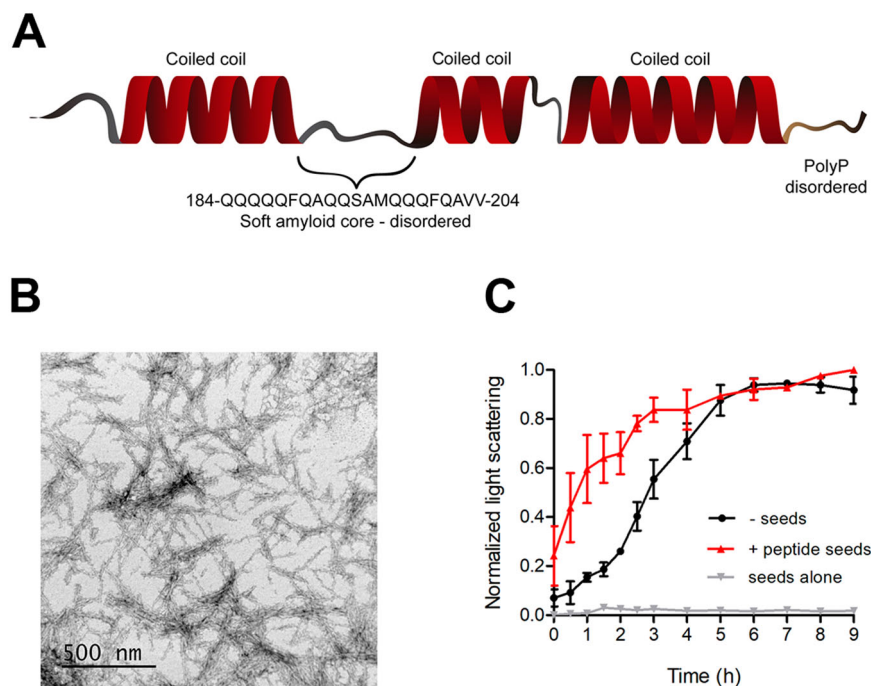 A
Coiled coil Coiled coil Coiled coil
PolyP
disordered
184-QQQQQFQAQQSAMQQQFQAVV-204
Soft amyloid core - disordered
B
500 nm
C
Normalized light scattering
1.0
0.8
0.6
0.4
0.2
0.0
- seeds
+ peptide seeds
seeds alone
0 1 2 3 4 5 6 7 8 9
Time (h)